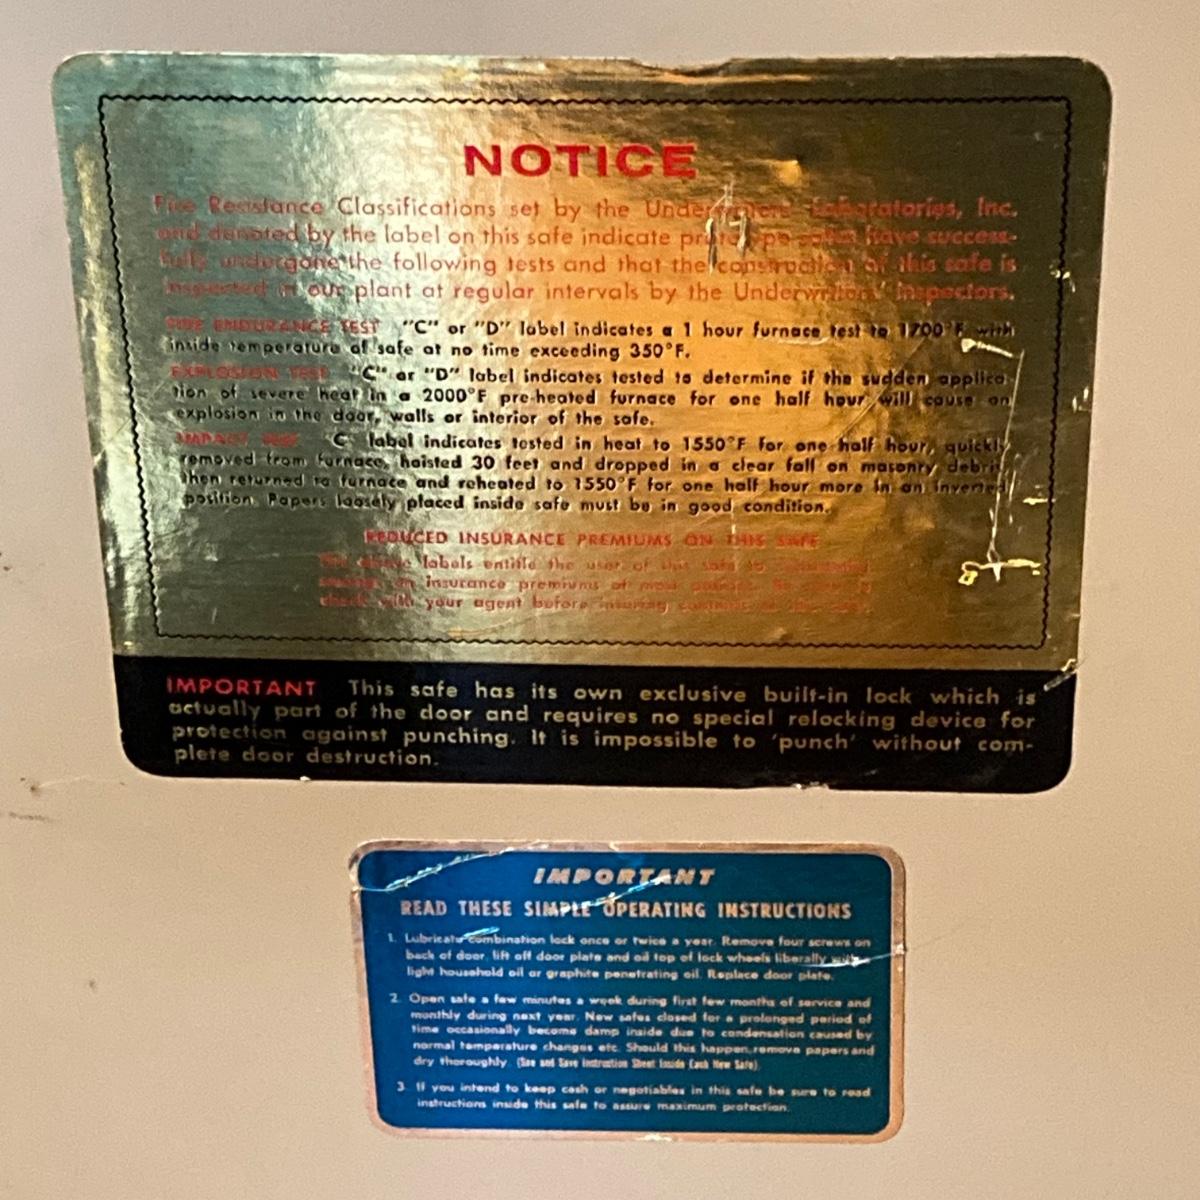 NOTICE
Fire Resistance Classifications set by the Underwriters' Laboratories, Inc.
and denoted by the label on this safe indicate prototype safes have success-
fully undergone the following tests and that the construction of this safe is
inspected in our plant at regular intervals by the Underwriters' inspectors.
FIRE ENDURANCE TEST "C" or "D" label indicates a 1 hour furnace test to 1700°F with
inside temperature of safe at no time exceeding 350°F.
EXPLOSION TEST "C" or "D" label indicates tested to determine if the sudden applica-
tion of severe heat in a 2000°F pre-heated furnace for one half hour will cause an
explosion in the door, walls or interior of the safe.
IMPACT TEST "C" label indicates tested in heat to 1550°F for one half hour, quickly
removed from furnace, hoisted 30 feet and dropped in a clear fall on masonry debris
then returned to furnace and reheated to 1550°F for one half hour more in an inverted
position. Papers loosely placed inside safe must be in good condition.
REDUCED INSURANCE PREMIUMS ON THIS SAFE
The above labels entitle the user of this safe to
savings on insurance premiums of most
check with your agent before insuring contents of this safe.
IMPORTANT This safe has its own exclusive built-in lock which is
actually part of the door and requires no special relocking device for
protection against punching. It is impossible to 'punch' without com-
plete door destruction.
IMPORTANT
READ THESE SIMPLE OPERATING INSTRUCTIONS
1. Lubricate combination lock once or twice a year. Remove four screws on
back of door, lift off door plate and oil top of lock wheels liberally with
light household oil or graphite penetrating oil. Replace door plate.
2. Open safe a few minutes a week during first few months of service and
monthly during next year. New safes closed for a prolonged period of
time occasionally become damp inside due to condensation caused by
normal temperature changes etc. Should this happen, remove papers and
dry thoroughly. (See and Save Instruction Sheet Inside Each New Safe).
3. If you intend to keep cash or negotiables in this safe be sure to read
instructions inside this safe to assure maximum protection.